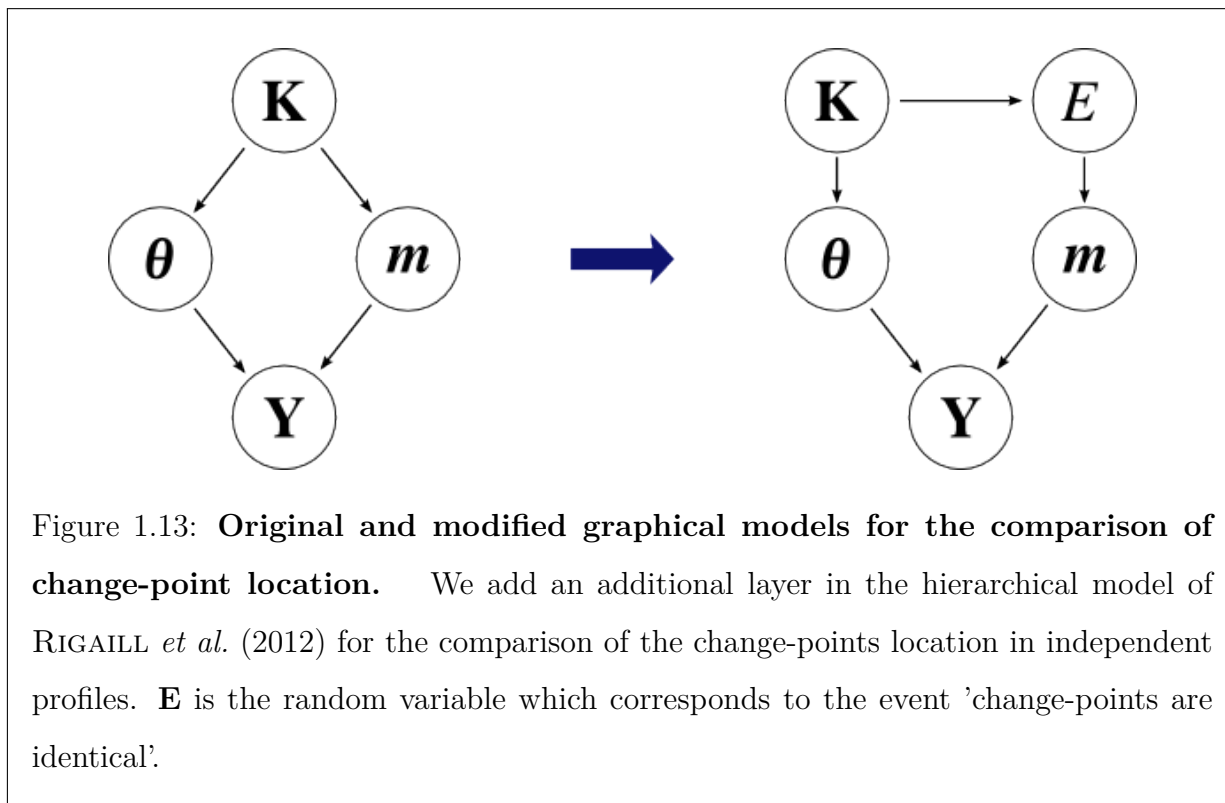 K
K E
θ m
θ m
Y
Y
Figure 1.13: Original and modified graphical models for the comparison of
change-point location. We add an additional layer in the hierarchical model of
RIGAILL et al. (2012) for the comparison of the change-points location in independent
profiles. E is the random variable which corresponds to the event 'change-points are
identical'.